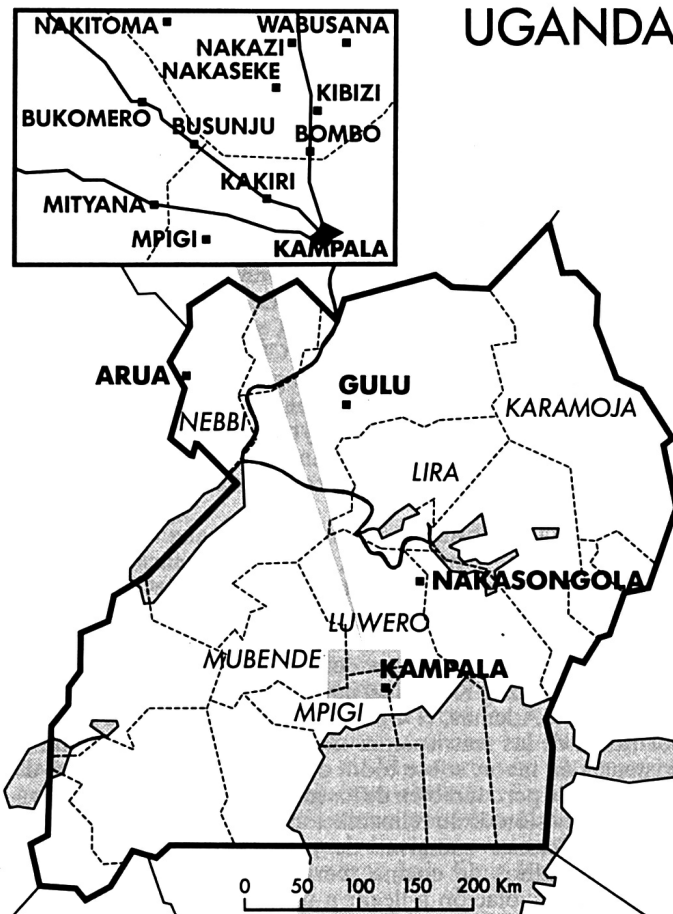 UGANDA
NAKITOMA
WABUSANA
NAKAZI
NAKASEKE
KIBIZI
BUKOMERO
BUSUNJU
BOMBO
KAKIRI
MITYANA
MPIGI
KAMPALA
ARUA
GULU
NEBBI
KARAMOJA
LIRA
NAKASONGOLA
LUWERO
MUBENDE
KAMPALA
MPIGI
0 50 100 150 200 Km